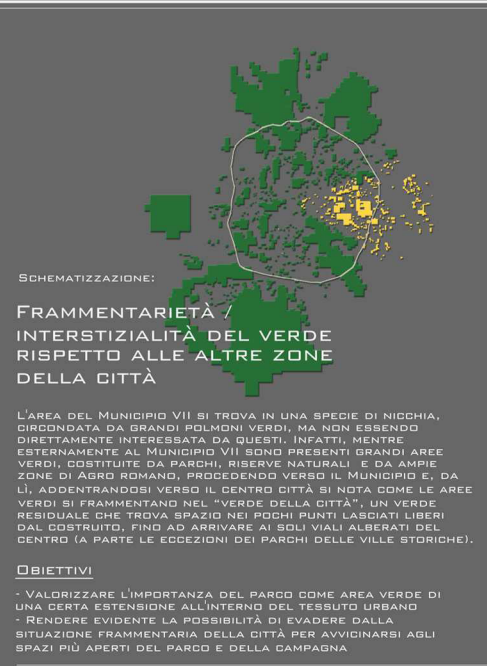 Schematizzazione:
Frammentarietà /
interstizialità del verde
rispetto alle altre zone
della città
L'area del Municipio VII si trova in una specie di nicchia,
circondata da grandi polmoni verdi, ma non essendo
direttamente interessata da questi. Infatti, mentre
esternamente al Municipio VII sono presenti grandi aree
verdi, costituite da parchi, riserve naturali e da ampie
zone di Agro romano, procedendo verso il Municipio e, da
lì, addentrandosi verso il centro città si nota come le aree
verdi si frammentano nel "verde della città", un verde
residuale che trova spazio nei pochi punti lasciati liberi
dal costruito, fino ad arrivare ai soli viali alberati del
centro (a parte le eccezioni dei parchi delle ville storiche).
Obiettivi
- Valorizzare l'importanza del parco come area verde di
una certa estensione all'interno del tessuto urbano
- Rendere evidente la possibilità di evadere dalla
situazione frammentaria della città per avvicinarsi agli
spazi più aperti del parco e della campagna